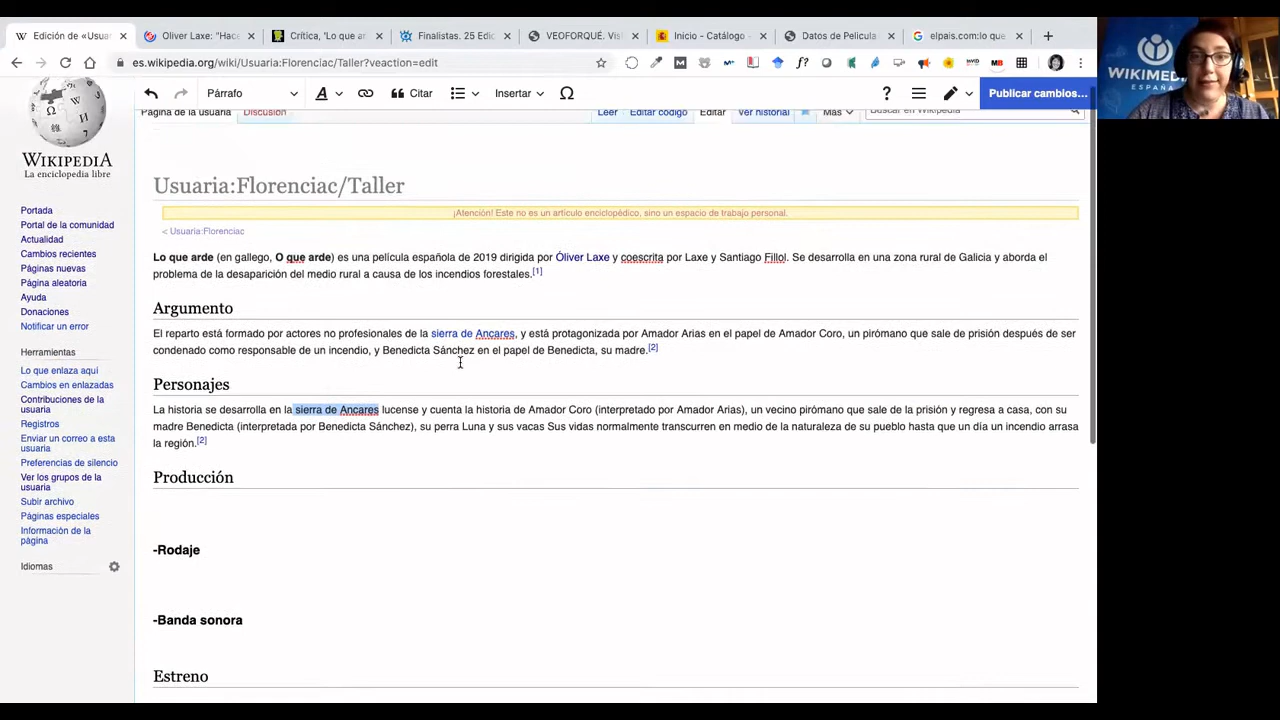 Edición de «Usua
Oliver Laxe: "Hace
Crítica, 'Lo que ar
Finalistas. 25 Edic
VEOFORQUÉ. Vis
Inicio - Catálogo
Datos de Película
elpais.com:lo que
es.wikipedia.org/wiki/Usuaria:Florenciac/Taller?veaction=edit
Párrafo
A
Citar
Insertar
Ω
?
Publicar cambios...
WIKIMEDIA
ESPAÑA
Página de la usuaria
Discusión
Leer
Editar código
Editar
Ver historial
Más
Buscar en Wikipedia
WIKIPEDIA
La enciclopedia libre
Portada
Portal de la comunidad
Actualidad
Cambios recientes
Páginas nuevas
Página aleatoria
Ayuda
Donaciones
Notificar un error
Herramientas
Lo que enlaza aquí
Cambios en enlazadas
Contribuciones de la
usuaria
Registros
Enviar un correo a esta
usuaria
Preferencias de silencio
Ver los grupos de la
usuaria
Subir archivo
Páginas especiales
Información de la
página
Idiomas
Usuaria:Florenciac/Taller
¡Atención! Este no es un artículo enciclopédico, sino un espacio de trabajo personal.
< Usuaria:Florenciac
Lo que arde (en gallego, O que arde) es una película española de 2019 dirigida por Óliver Laxe y coescrita por Laxe y Santiago Fillol. Se desarrolla en una zona rural de Galicia y aborda el
problema de la desaparición del medio rural a causa de los incendios forestales.[1]
Argumento
El reparto está formado por actores no profesionales de la sierra de Ancares, y está protagonizada por Amador Arias en el papel de Amador Coro, un pirómano que sale de prisión después de ser
condenado como responsable de un incendio, y Benedicta Sánchez en el papel de Benedicta, su madre.[2]
Personajes
La historia se desarrolla en la sierra de Ancares lucense y cuenta la historia de Amador Coro (interpretado por Amador Arias), un vecino pirómano que sale de la prisión y regresa a casa, con su
madre Benedicta (interpretada por Benedicta Sánchez), su perra Luna y sus vacas Sus vidas normalmente transcurren en medio de la naturaleza de su pueblo hasta que un día un incendio arrasa
la región.[2]
Producción
-Rodaje
-Banda sonora
Estreno